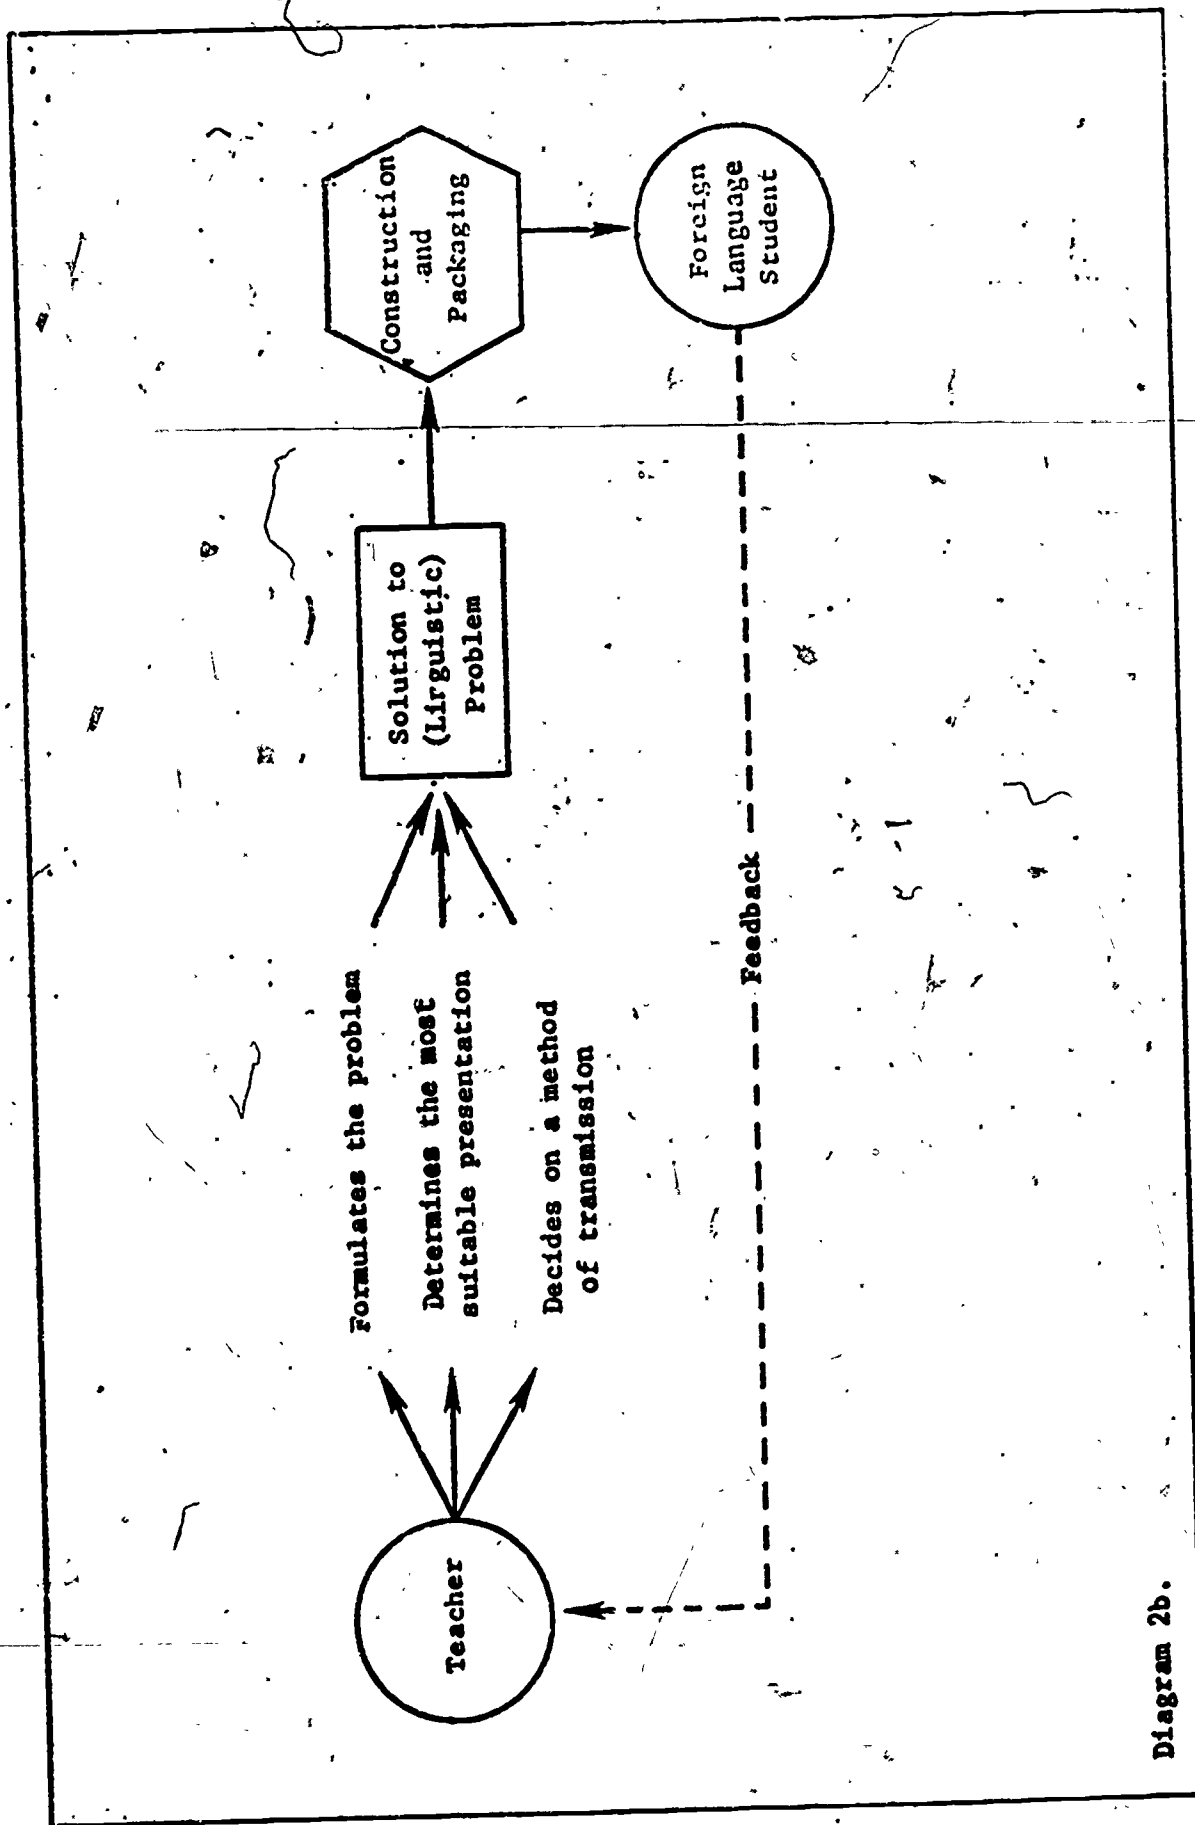 Teacher
Formulates the problem
Determines the most
suitable presentation
Decides on a method
of transmission
Solution to
(Lirguistic)
Problem
Construction
and
Packaging
Foreign
Language
Student
Feedback
Diagram 2b.